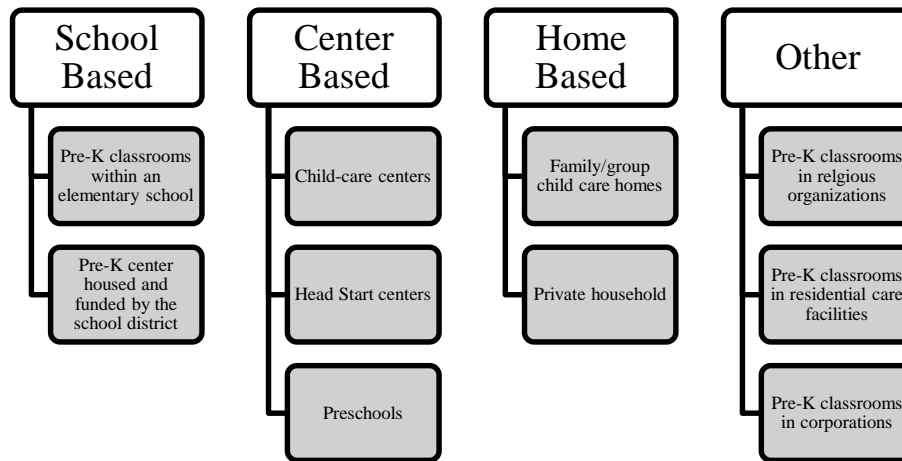 School
Based
Pre-K classrooms
within an
elementary school
Pre-K center
housed and
funded by the
school district
Center
Based
Child-care centers
Head Start centers
Preschools
Home
Based
Family/group
child care homes
Private household
Other
Pre-K classrooms
in relgious
organizations
Pre-K classrooms
in residential care
facilities
Pre-K classrooms
in corporations